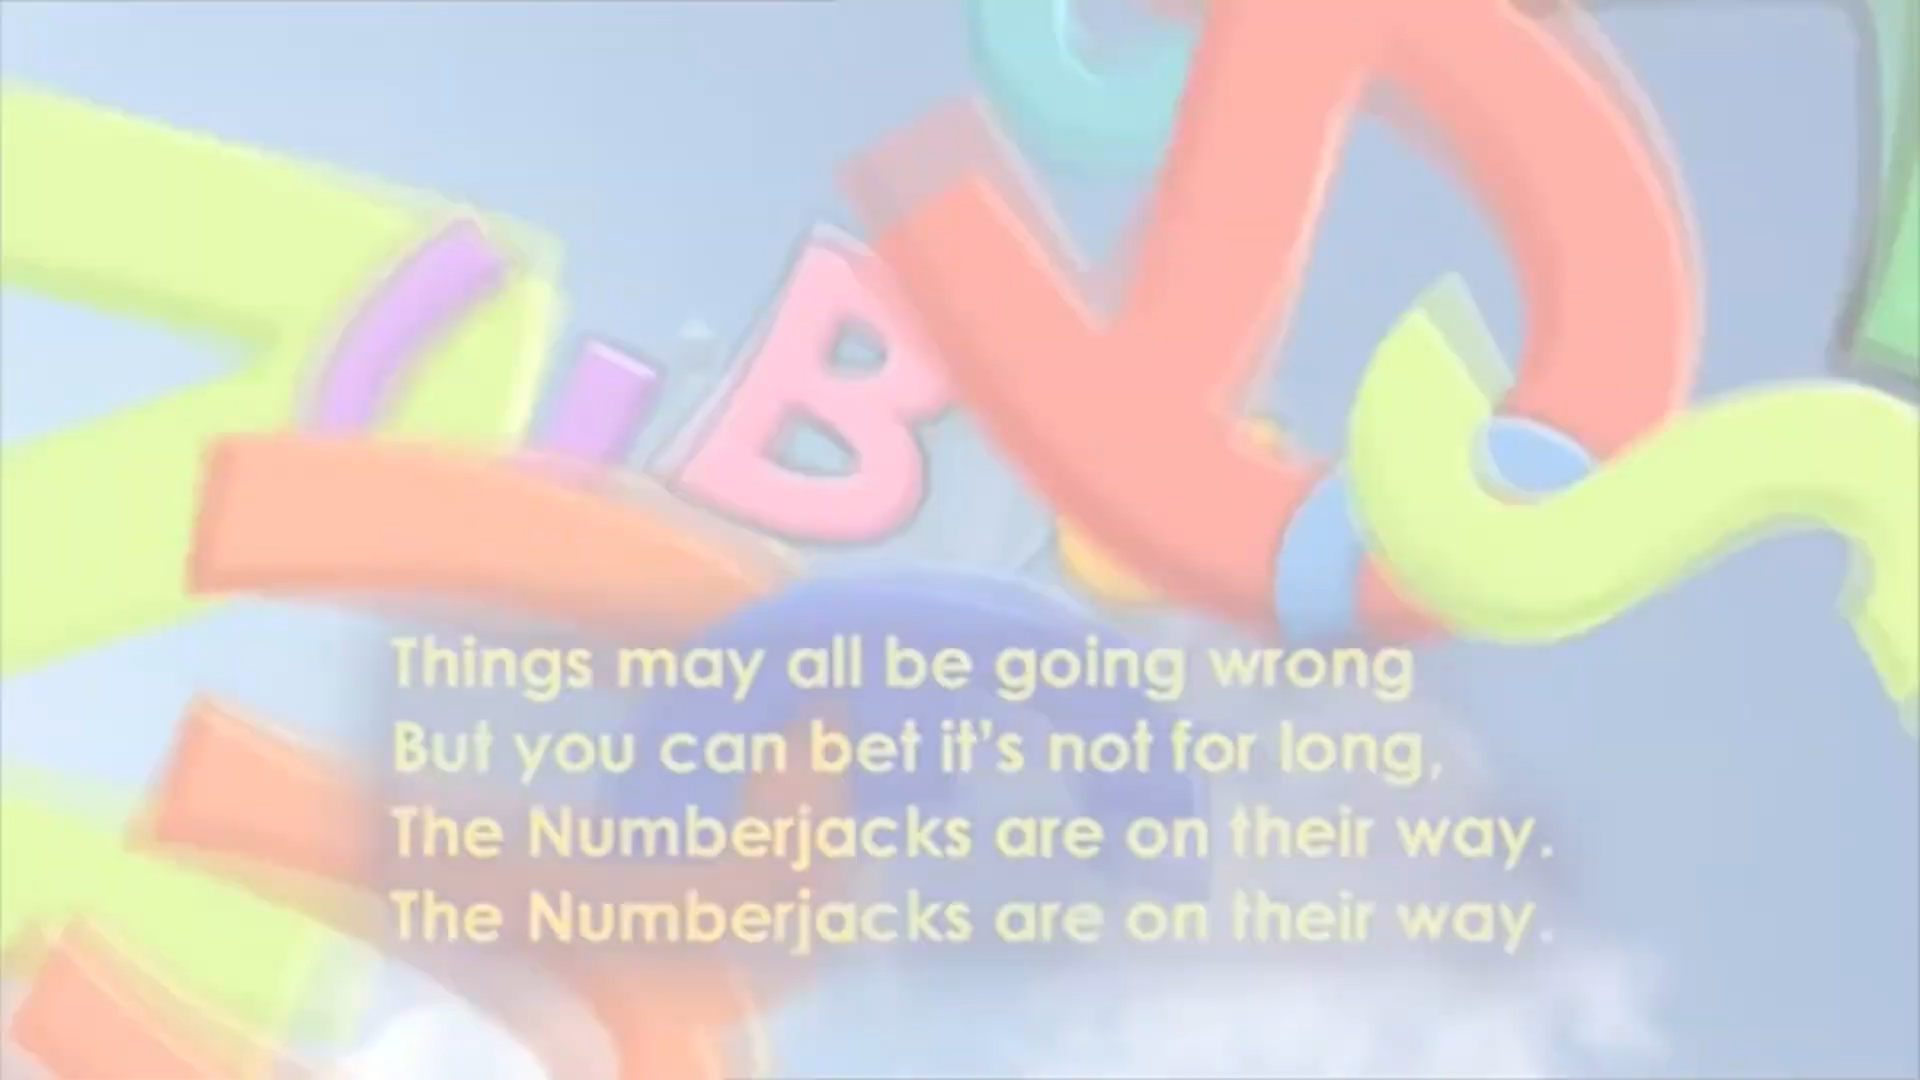 B
Things may all be going wrong
But you can bet it's not for long,
The Numberjacks are on their way.
The Numberjacks are on their way.